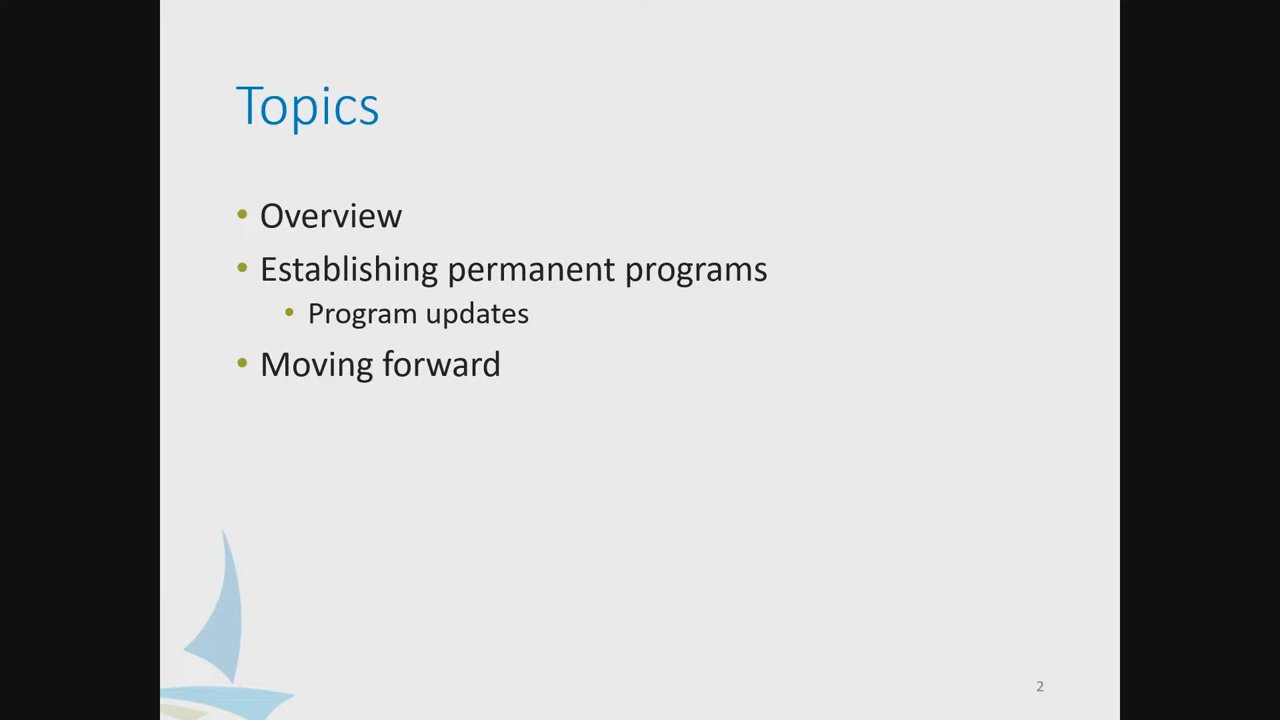 Topics
• Overview
• Establishing permanent programs
• Program updates
• Moving forward
2